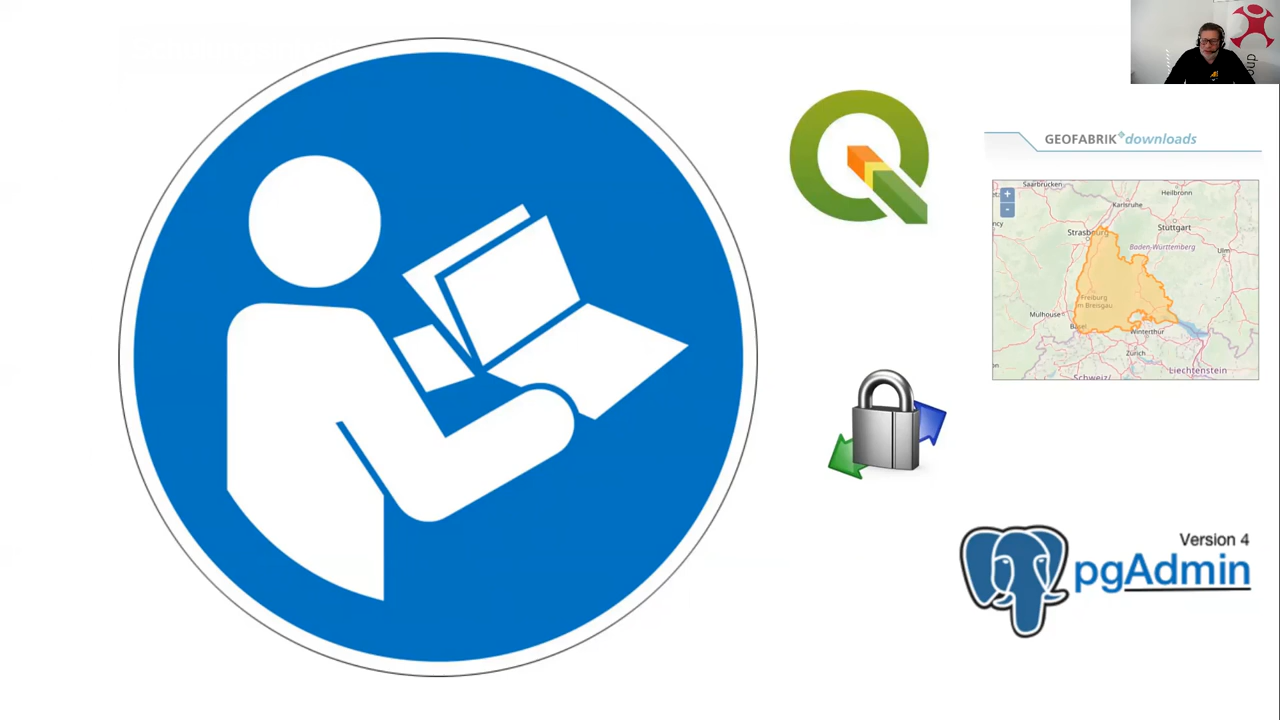 GEOFABRIK downloads
+
-
Saarbrücken
Heilbronn
Karlsruhe
Strasbourg
Stuttgart
Baden-Württemberg
Ulm
Freiburg
im Breisgau
Mulhouse
Basel
Winterthur
Zürich
Schweiz/
Liechtenstein
Version 4
pgAdmin